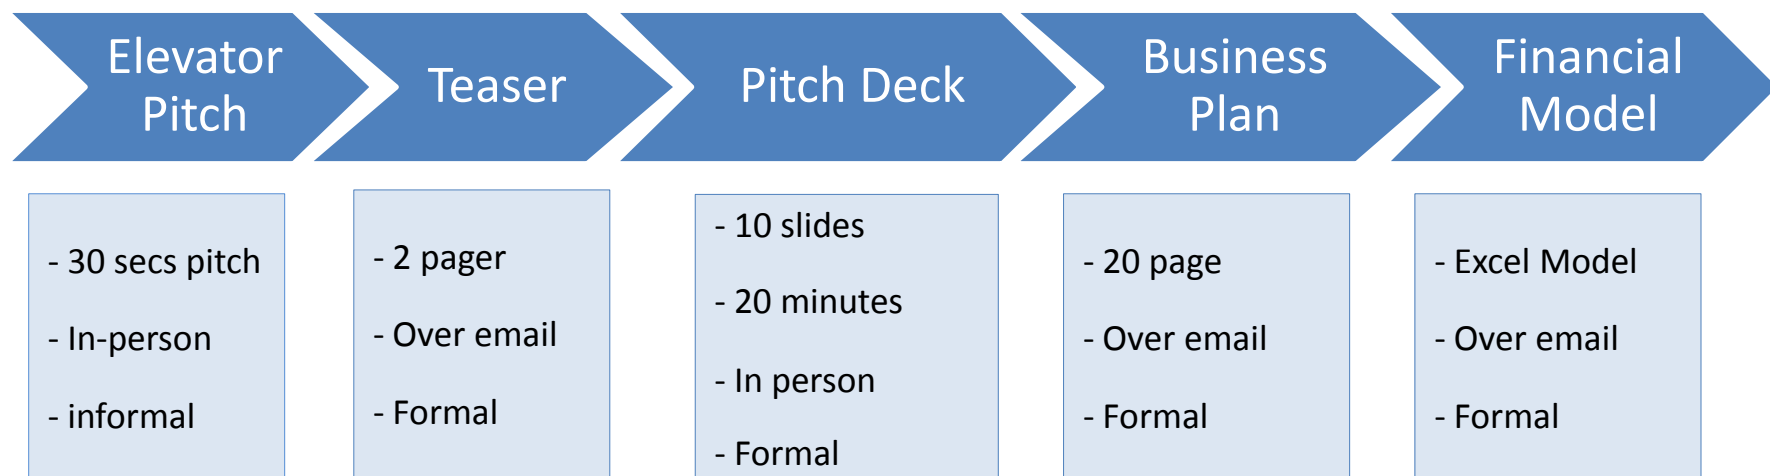 Elevator
Pitch
Teaser
Pitch Deck
Business
Plan
Financial
Model
- 30 secs pitch
- In-person
- informal
- 2 pager
- Over email
- Formal
- 10 slides
- 20 minutes
- In person
- Formal
- 20 page
- Over email
- Formal
- Excel Model
- Over email
- Formal